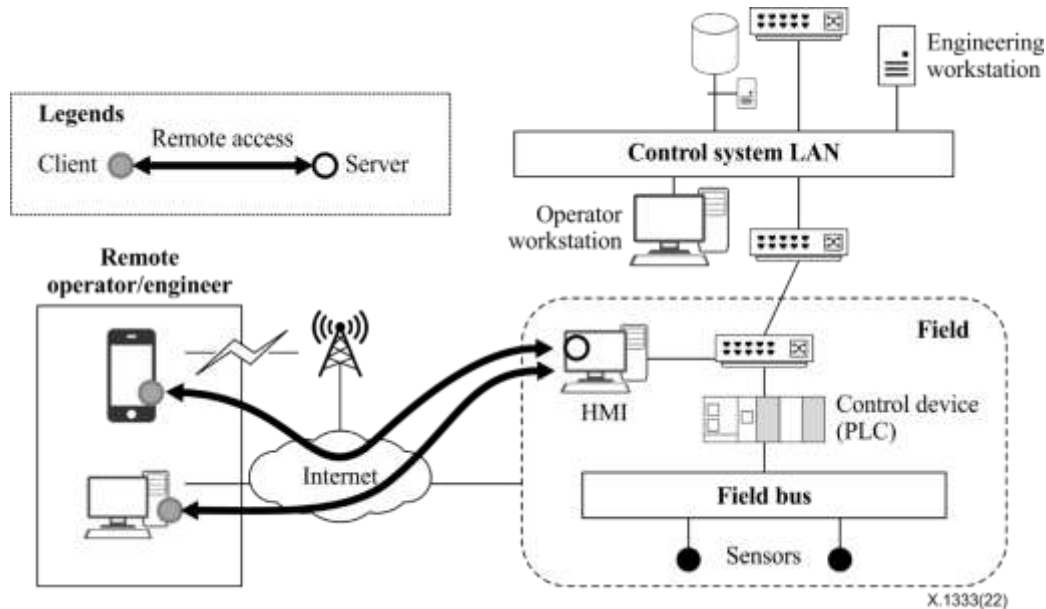 Legends
Remote access
Client
Server
Engineering
workstation
Control system LAN
Operator
workstation
Remote
operator/engineer
Field
HMI
Control device
(PLC)
Internet
Field bus
Sensors
X.1333(22)